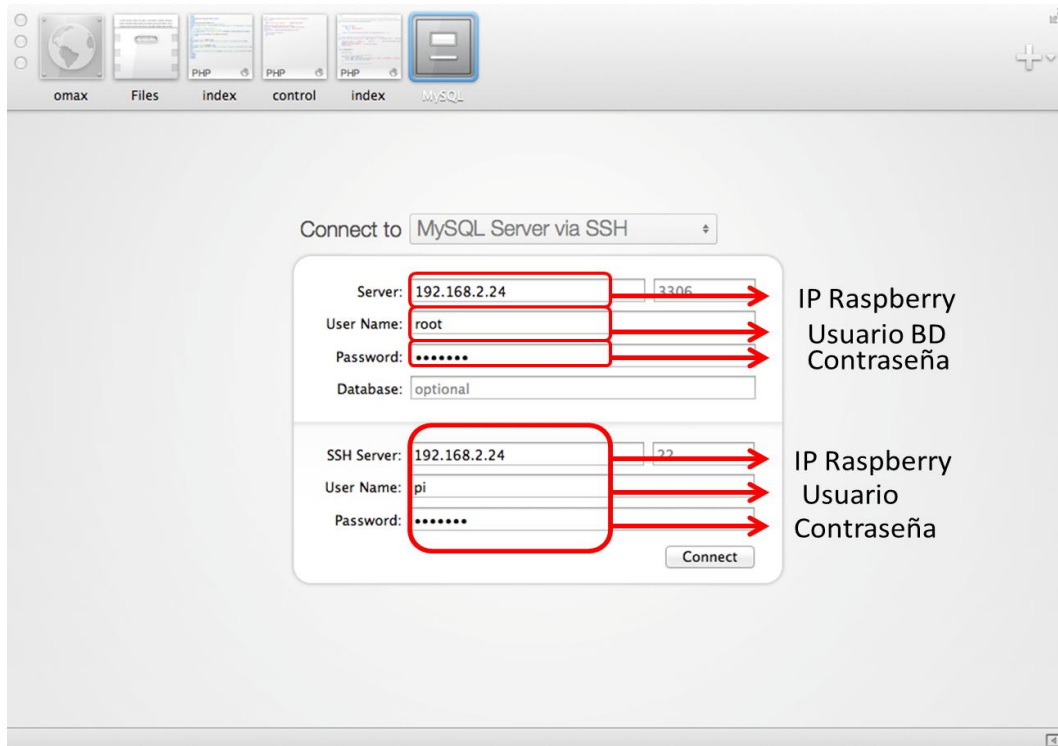 PHP PHP PHP
omax Files index control index MySQL
Connect to MySQL Server via SSH
Server: 192.168.2.24 3306 IP Raspberry
User Name: root Usuario BD
Password: ••••••• Contraseña
Database: optional
SSH Server: 192.168.2.24 22 IP Raspberry
User Name: pi Usuario
Password: ••••••• Contraseña
Connect